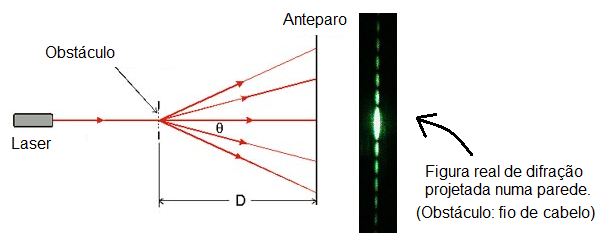 Anteparo
Obstáculo
Laser
θ
D
Figura real de difração
projetada numa parede.
(Obstáculo: fio de cabelo)